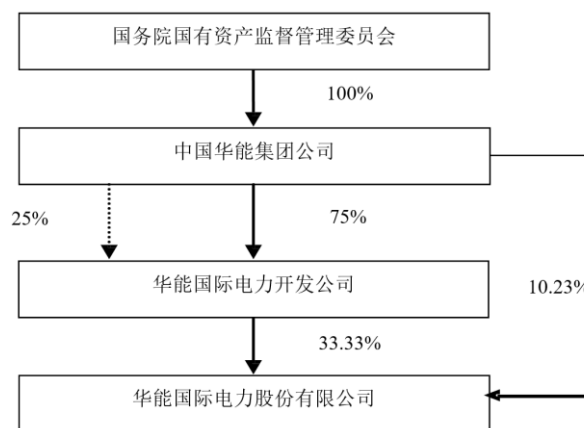 国务院国有资产监督管理委员会
100%
中国华能集团公司
25%
75%
华能国际电力开发公司
10.23%
33.33%
华能国际电力股份有限公司